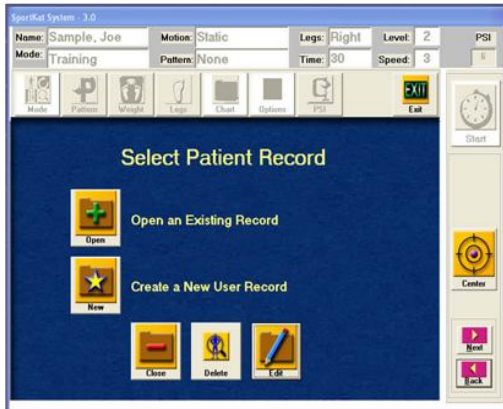 SportKat System - 3.0
Name: Sample, Joe Motion: Static Legs: Right Level: 2 PSI
Mode: Training Pattern: None Time: 30 Speed: 3 6
Mode Pattern Weight Legs Chart Options PSI Exit
EXIT
Start
Select Patient Record
Open an Existing Record
Open
Create a New User Record
New
Center
Close Delete Edit
Next
Back